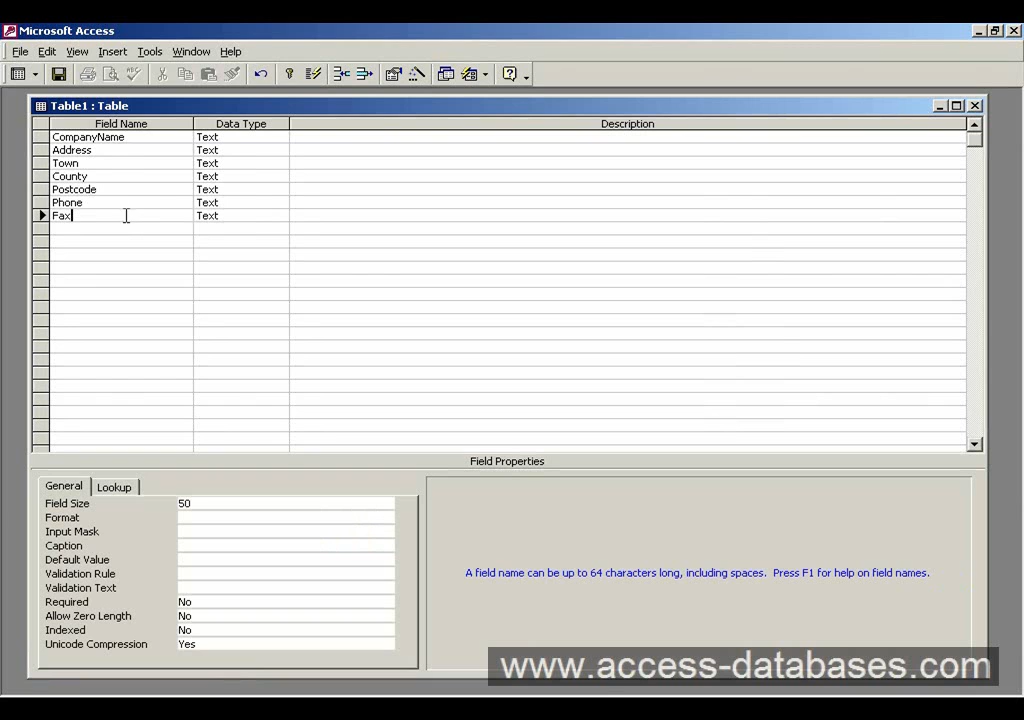 Microsoft Access
File Edit View Insert Tools Window Help
Table1 : Table
Field Name Data Type Description
CompanyName Text
Address Text
Town Text
County Text
Postcode Text
Phone Text
Fax Text
Field Properties
General Lookup
Field Size 50
Format
Input Mask
Caption
Default Value
Validation Rule
Validation Text
Required No
Allow Zero Length No
Indexed No
Unicode Compression Yes
A field name can be up to 64 characters long, including spaces. Press F1 for help on field names.
www.access-databases.com